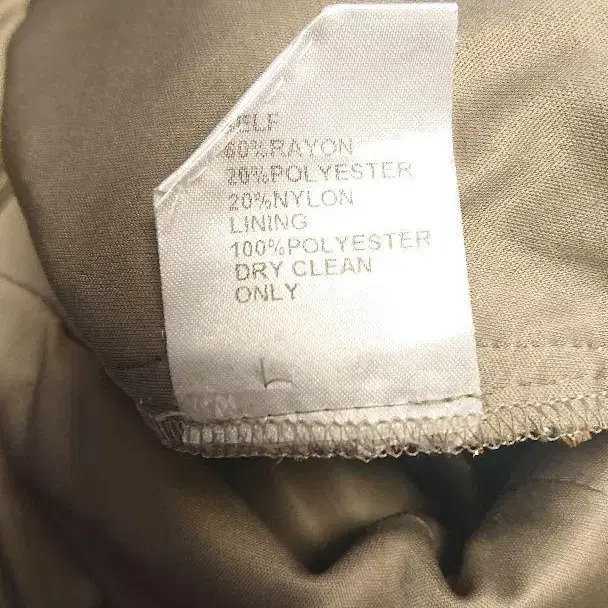 SELF
60%RAYON
20%POLYESTER
20%NYLON
LINING
100%POLYESTER
DRY CLEAN
ONLY
L